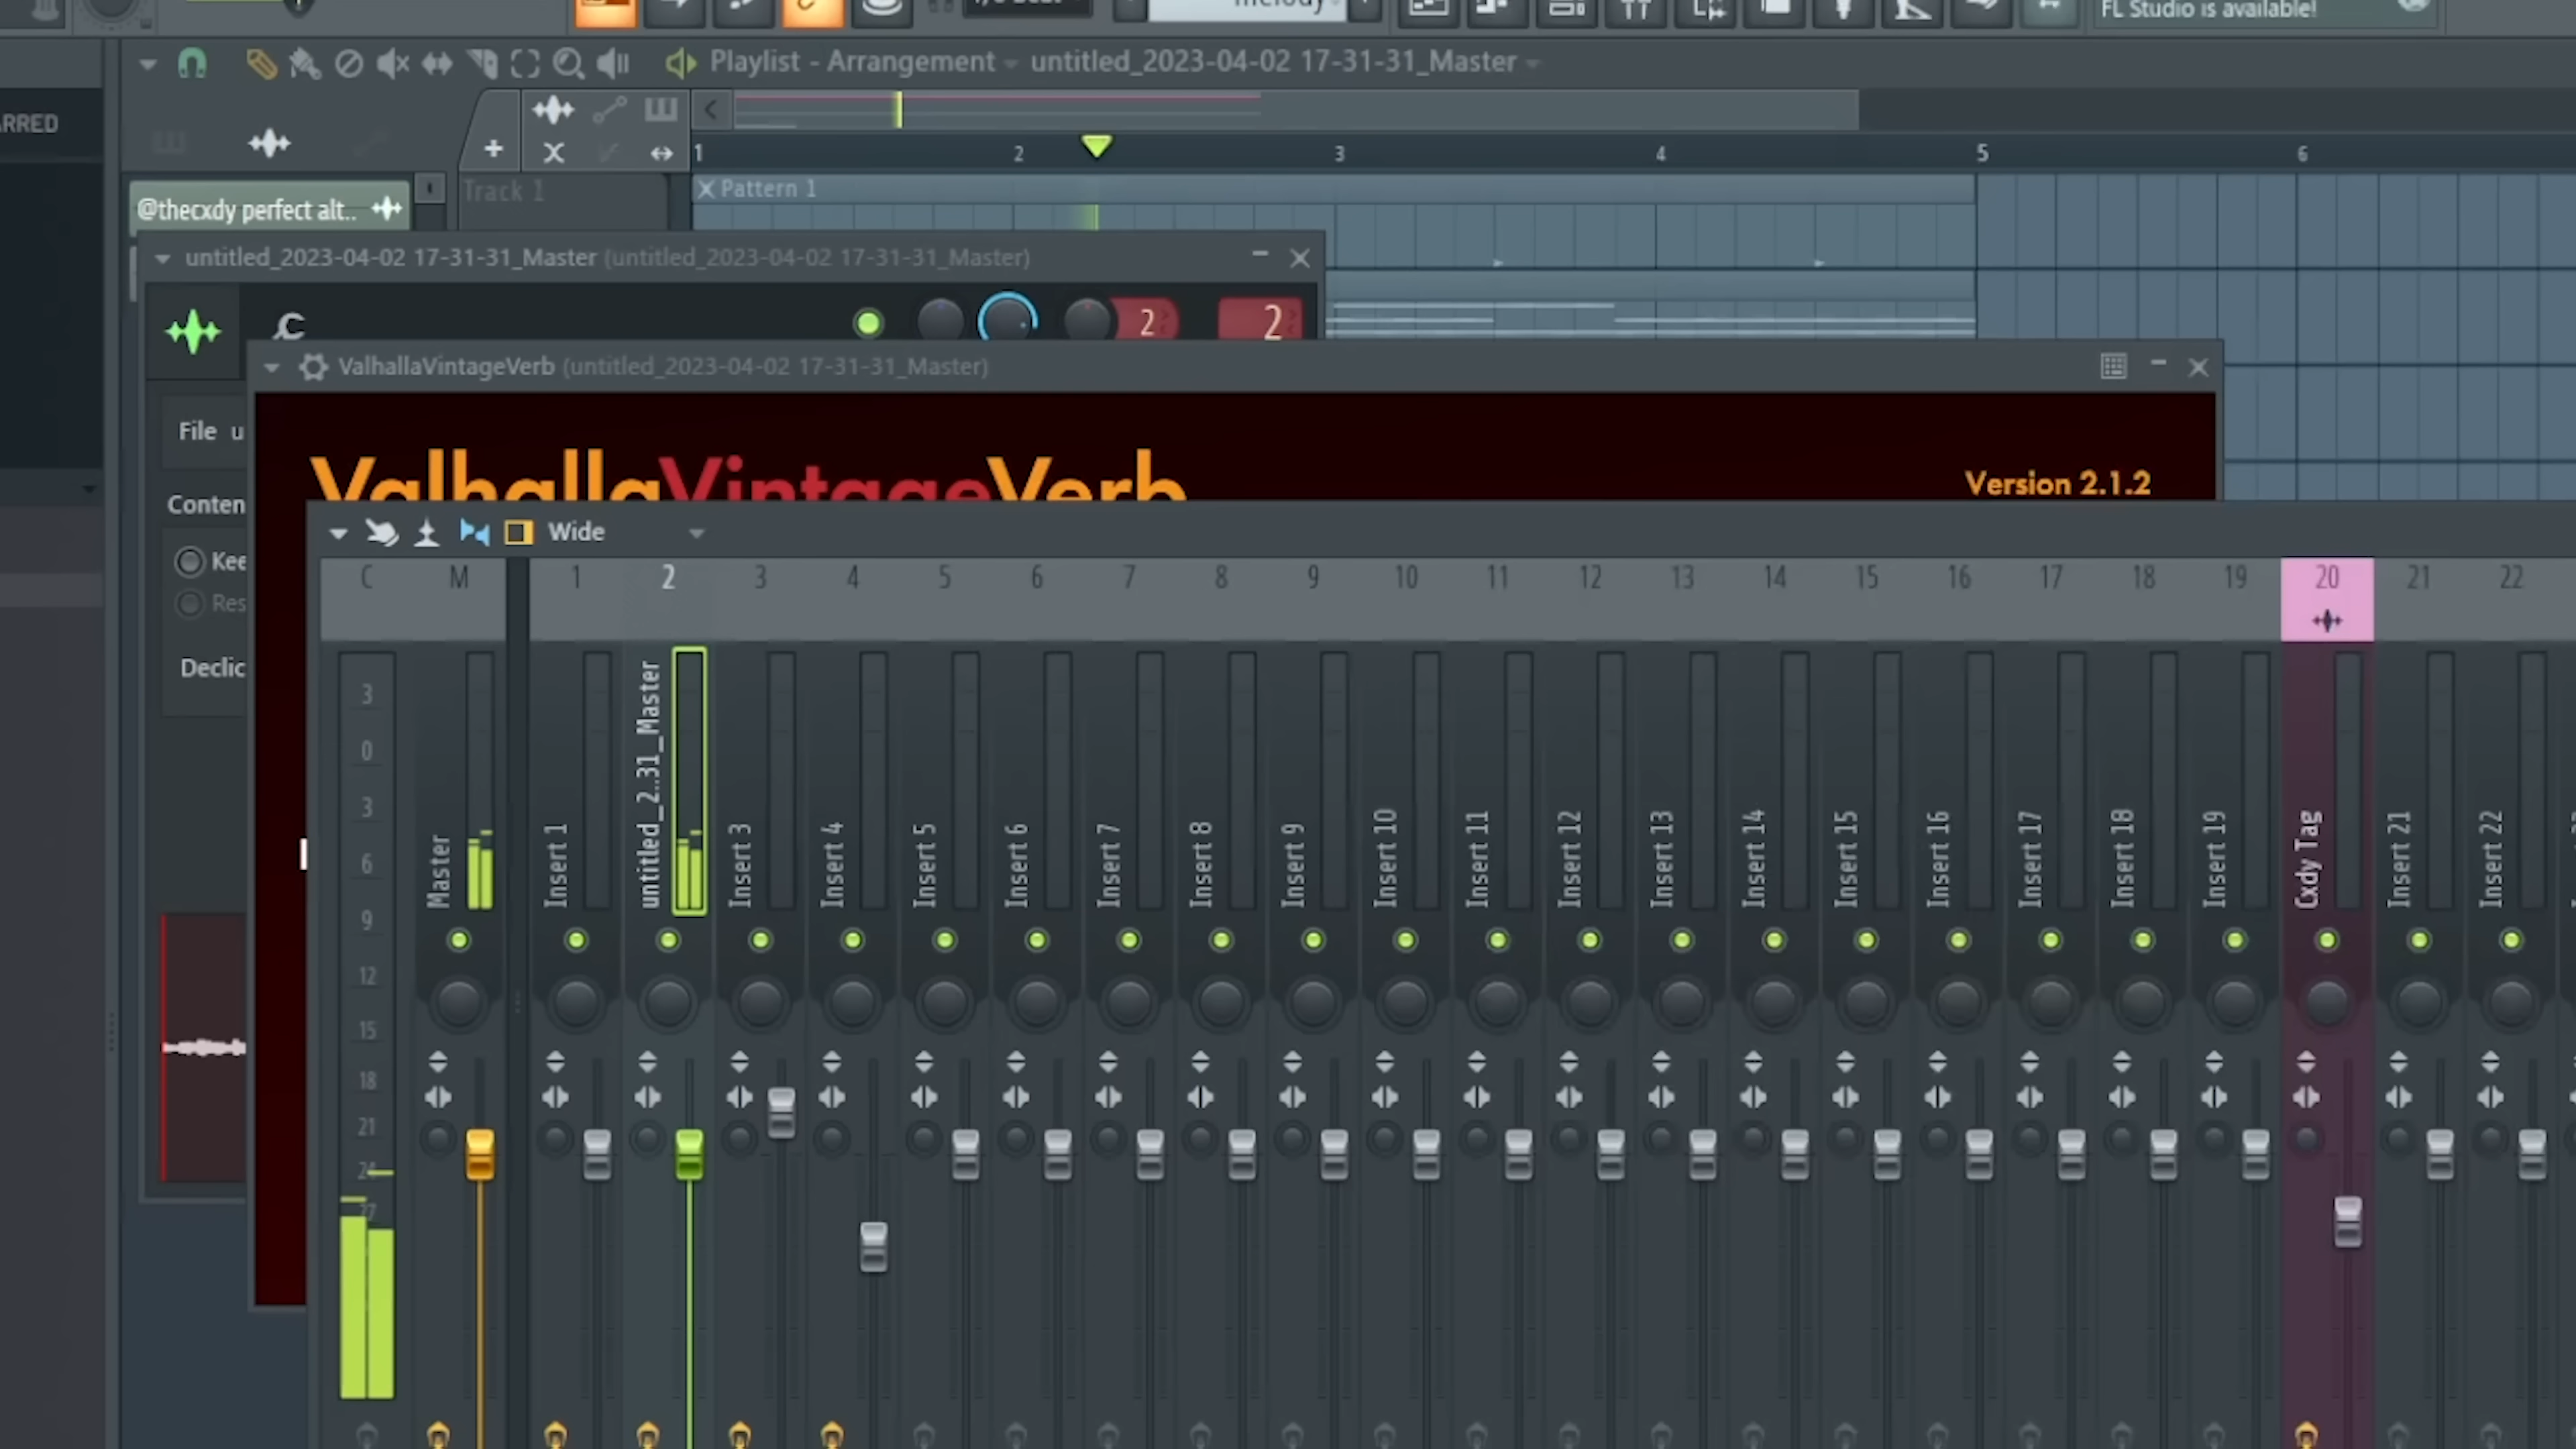 melody
FL Studio is available!
Playlist - Arrangement
untitled_2023-04-02 17-31-31_Master
ARRED
1 2 3 4 5 6
@thecxdy perfect alt..
Track 1
Pattern 1
untitled_2023-04-02 17-31-31_Master (untitled_2023-04-02 17-31-31_Master)
2 2
ValhallaVintageVerb (untitled_2023-04-02 17-31-31_Master)
File u
ValhallaVintageVerb
Version 2.1.2
Conten
Wide
Kee
Res
Declic
C M 1 2 3 4 5 6 7 8 9 10 11 12 13 14 15 16 17 18 19 20 21 22
3
0
3
6
9
12
15
18
21
24
27
Master
Insert 1
untitled_2..31_Master
Insert 3
Insert 4
Insert 5
Insert 6
Insert 7
Insert 8
Insert 9
Insert 10
Insert 11
Insert 12
Insert 13
Insert 14
Insert 15
Insert 16
Insert 17
Insert 18
Insert 19
Cxdy Tag
Insert 21
Insert 22